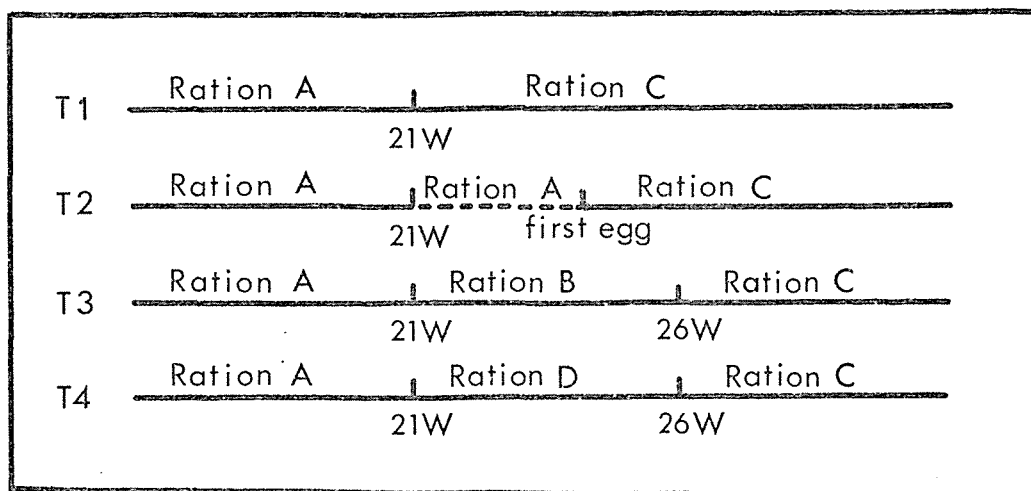 Ration A Ration C
T1
21W
Ration A Ration A Ration C
T2
21W first egg
Ration A Ration B Ration C
T3
21W 26W
Ration A Ration D Ration C
T4
21W 26W